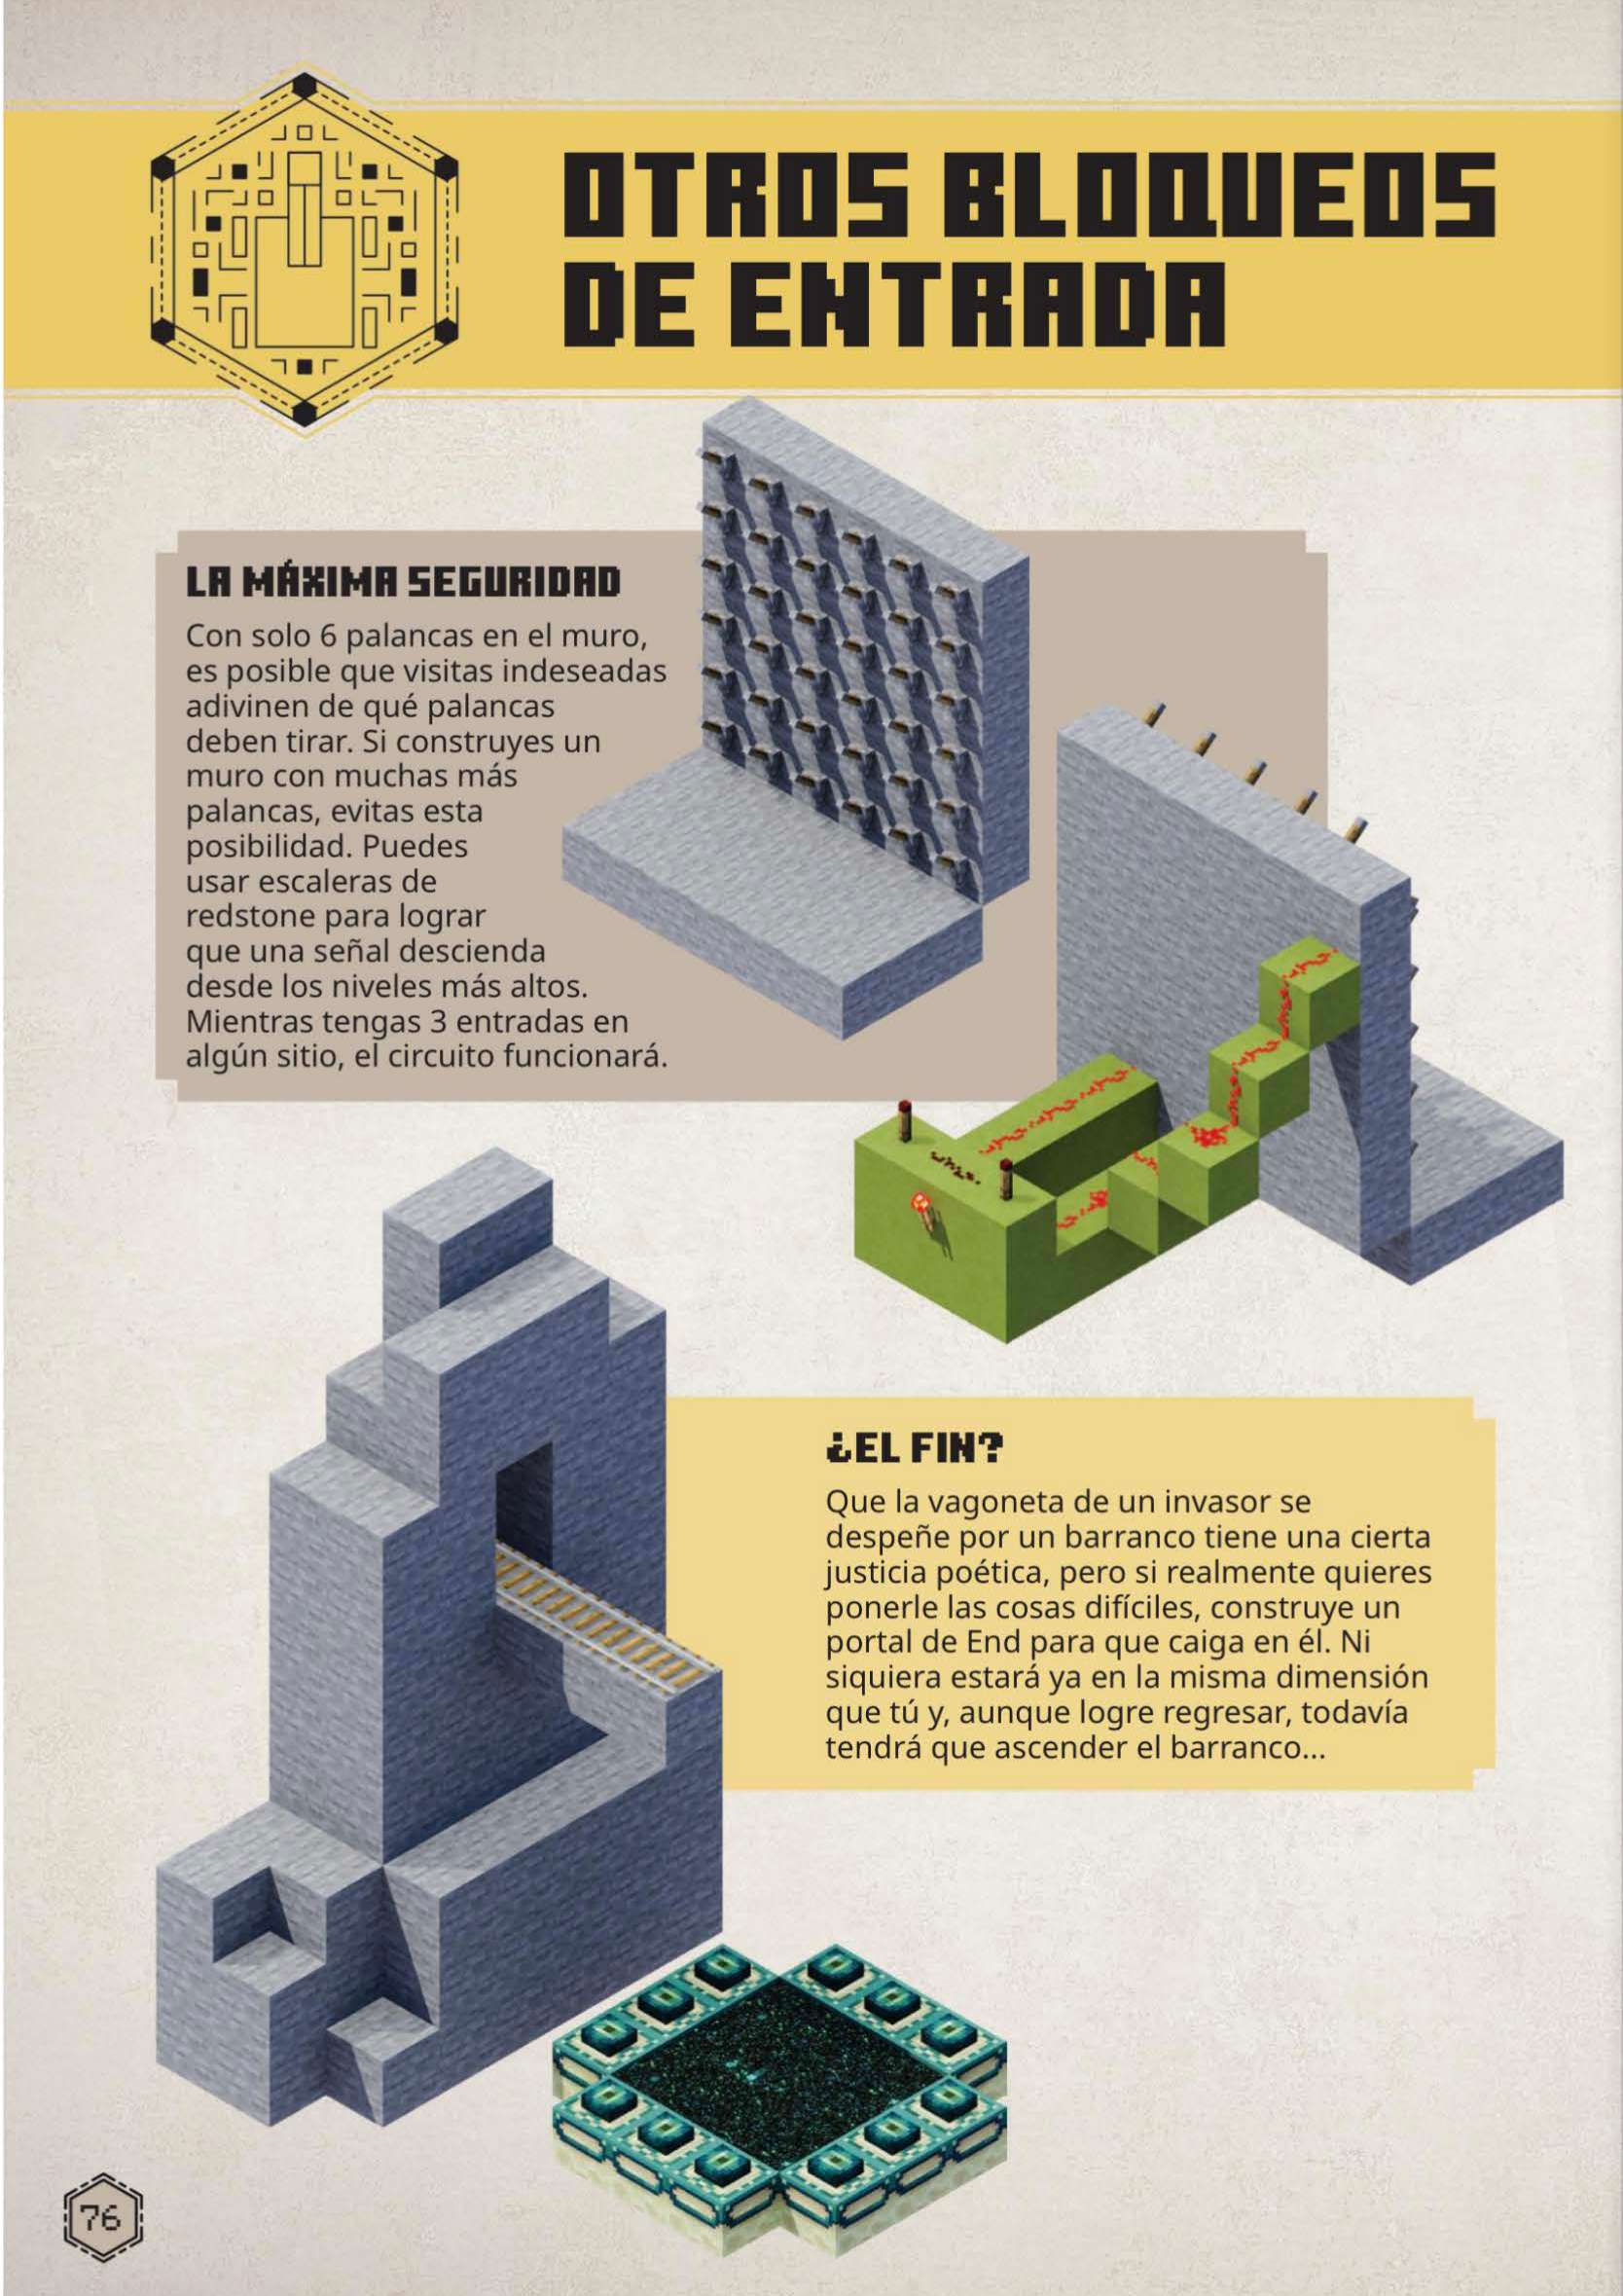 OTROS BLOQUEOS
DE ENTRADA
LA MÁXIMA SEGURIDAD
Con solo 6 palancas en el muro,
es posible que visitas indeseadas
adivinen de qué palancas
deben tirar. Si construyes un
muro con muchas más
palancas, evitas esta
posibilidad. Puedes
usar escaleras de
redstone para lograr
que una señal descienda
desde los niveles más altos.
Mientras tengas 3 entradas en
algún sitio, el circuito funcionará.
¿EL FIN?
Que la vagoneta de un invasor se
despeñe por un barranco tiene una cierta
justicia poética, pero si realmente quieres
ponerle las cosas difíciles, construye un
portal de End para que caiga en él. Ni
siquiera estará ya en la misma dimensión
que tú y, aunque logre regresar, todavía
tendrá que ascender el barranco...
76